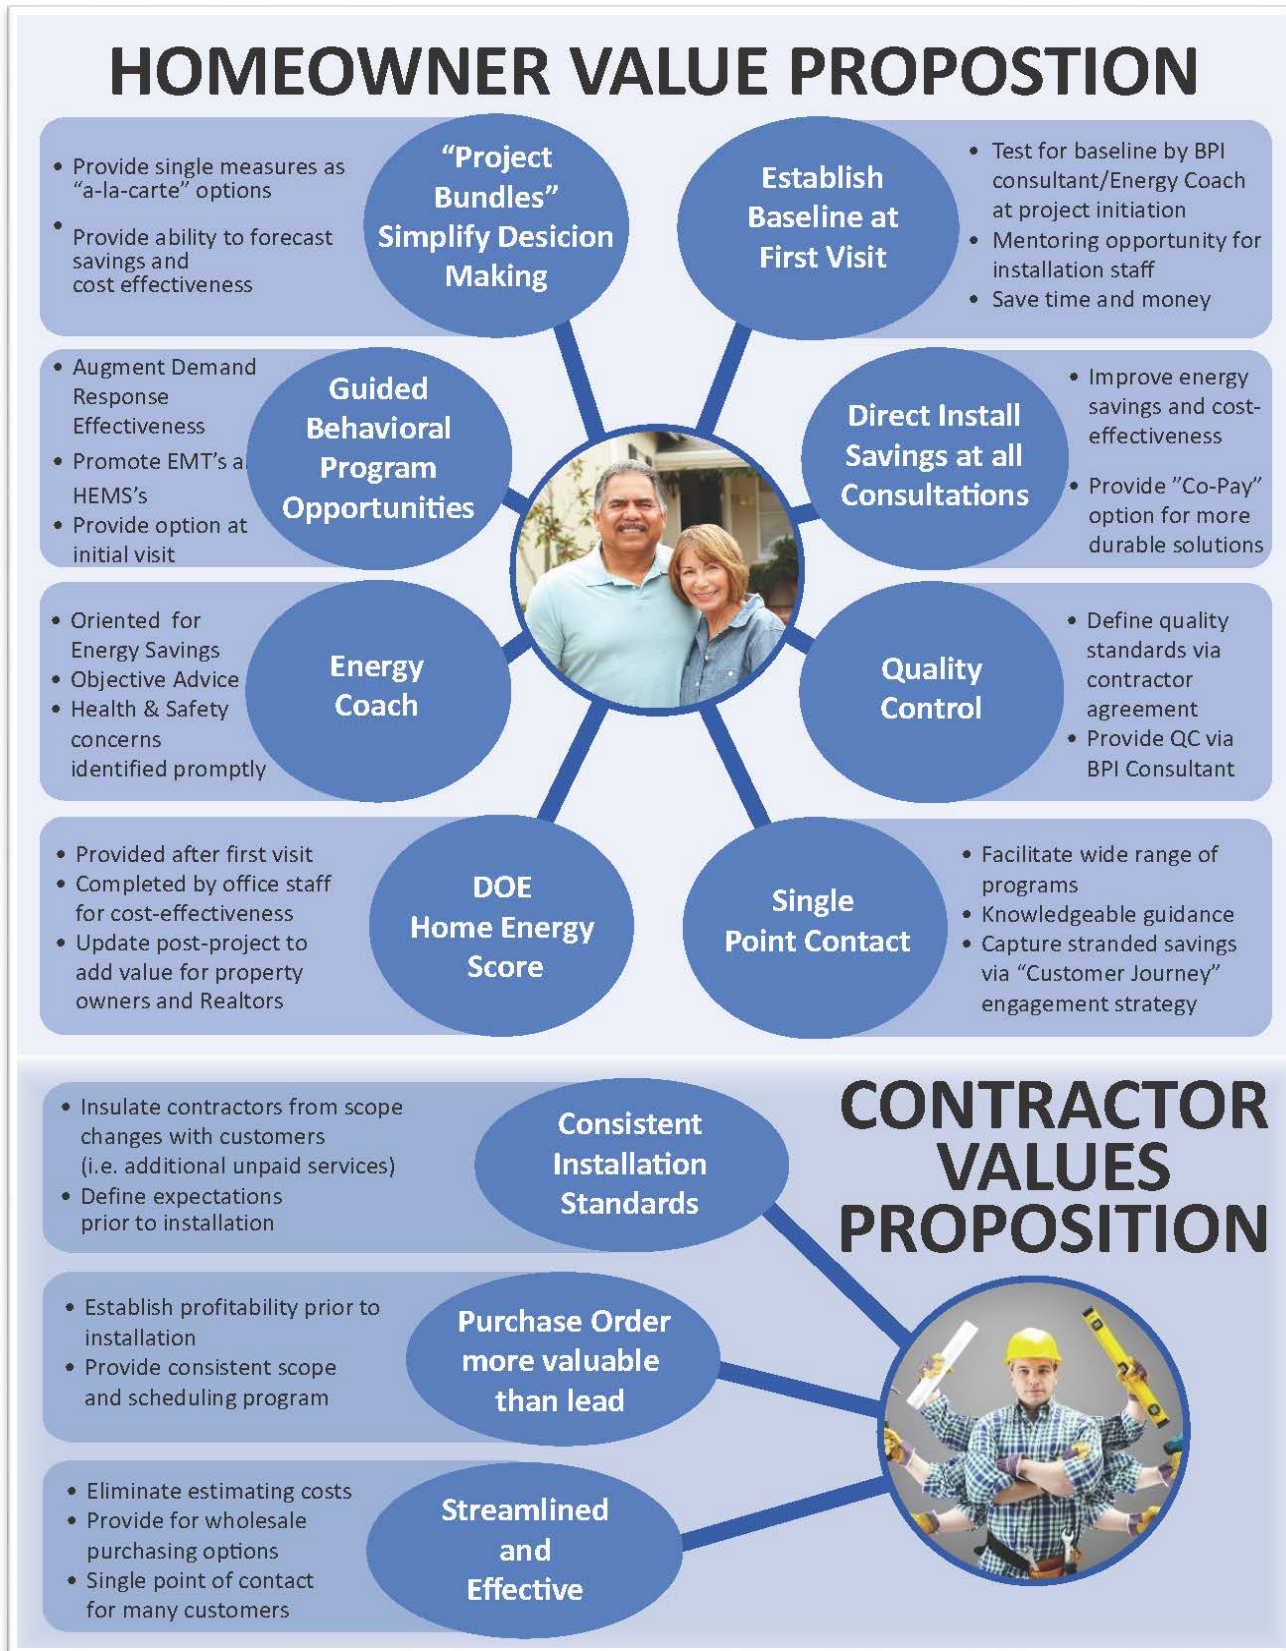 HOMEOWNER VALUE PROPOSTION
• Provide single measures as
“a-la-carte” options
• Provide ability to forecast
savings and
cost effectiveness
“Project
Bundles”
Simplify Desicion
Making
Establish
Baseline at
First Visit
• Test for baseline by BPI
consultant/Energy Coach
at project initiation
• Mentoring opportunity for
installation staff
• Save time and money
• Augment Demand
Response
Effectiveness
• Promote EMT’s a
HEMS’s
• Provide option at
initial visit
Guided
Behavioral
Program
Opportunities
Direct Install
Savings at all
Consultations
• Improve energy
savings and cost-
effectiveness
• Provide ”Co-Pay”
option for more
durable solutions
• Oriented for
Energy Savings
• Objective Advice
• Health & Safety
concerns
identified promptly
Energy
Coach
Quality
Control
• Define quality
standards via
contractor
agreement
• Provide QC via
BPI Consultant
• Provided after first visit
• Completed by office staff
for cost-effectiveness
• Update post-project to
add value for property
owners and Realtors
DOE
Home Energy
Score
Single
Point Contact
• Facilitate wide range of
programs
• Knowledgeable guidance
• Capture stranded savings
via “Customer Journey”
engagement strategy
CONTRACTOR
VALUES
PROPOSITION
• Insulate contractors from scope
changes with customers
(i.e. additional unpaid services)
• Define expectations
prior to installation
Consistent
Installation
Standards
• Establish profitability prior to
installation
• Provide consistent scope
and scheduling program
Purchase Order
more valuable
than lead
• Eliminate estimating costs
• Provide for wholesale
purchasing options
• Single point of contact
for many customers
Streamlined
and
Effective